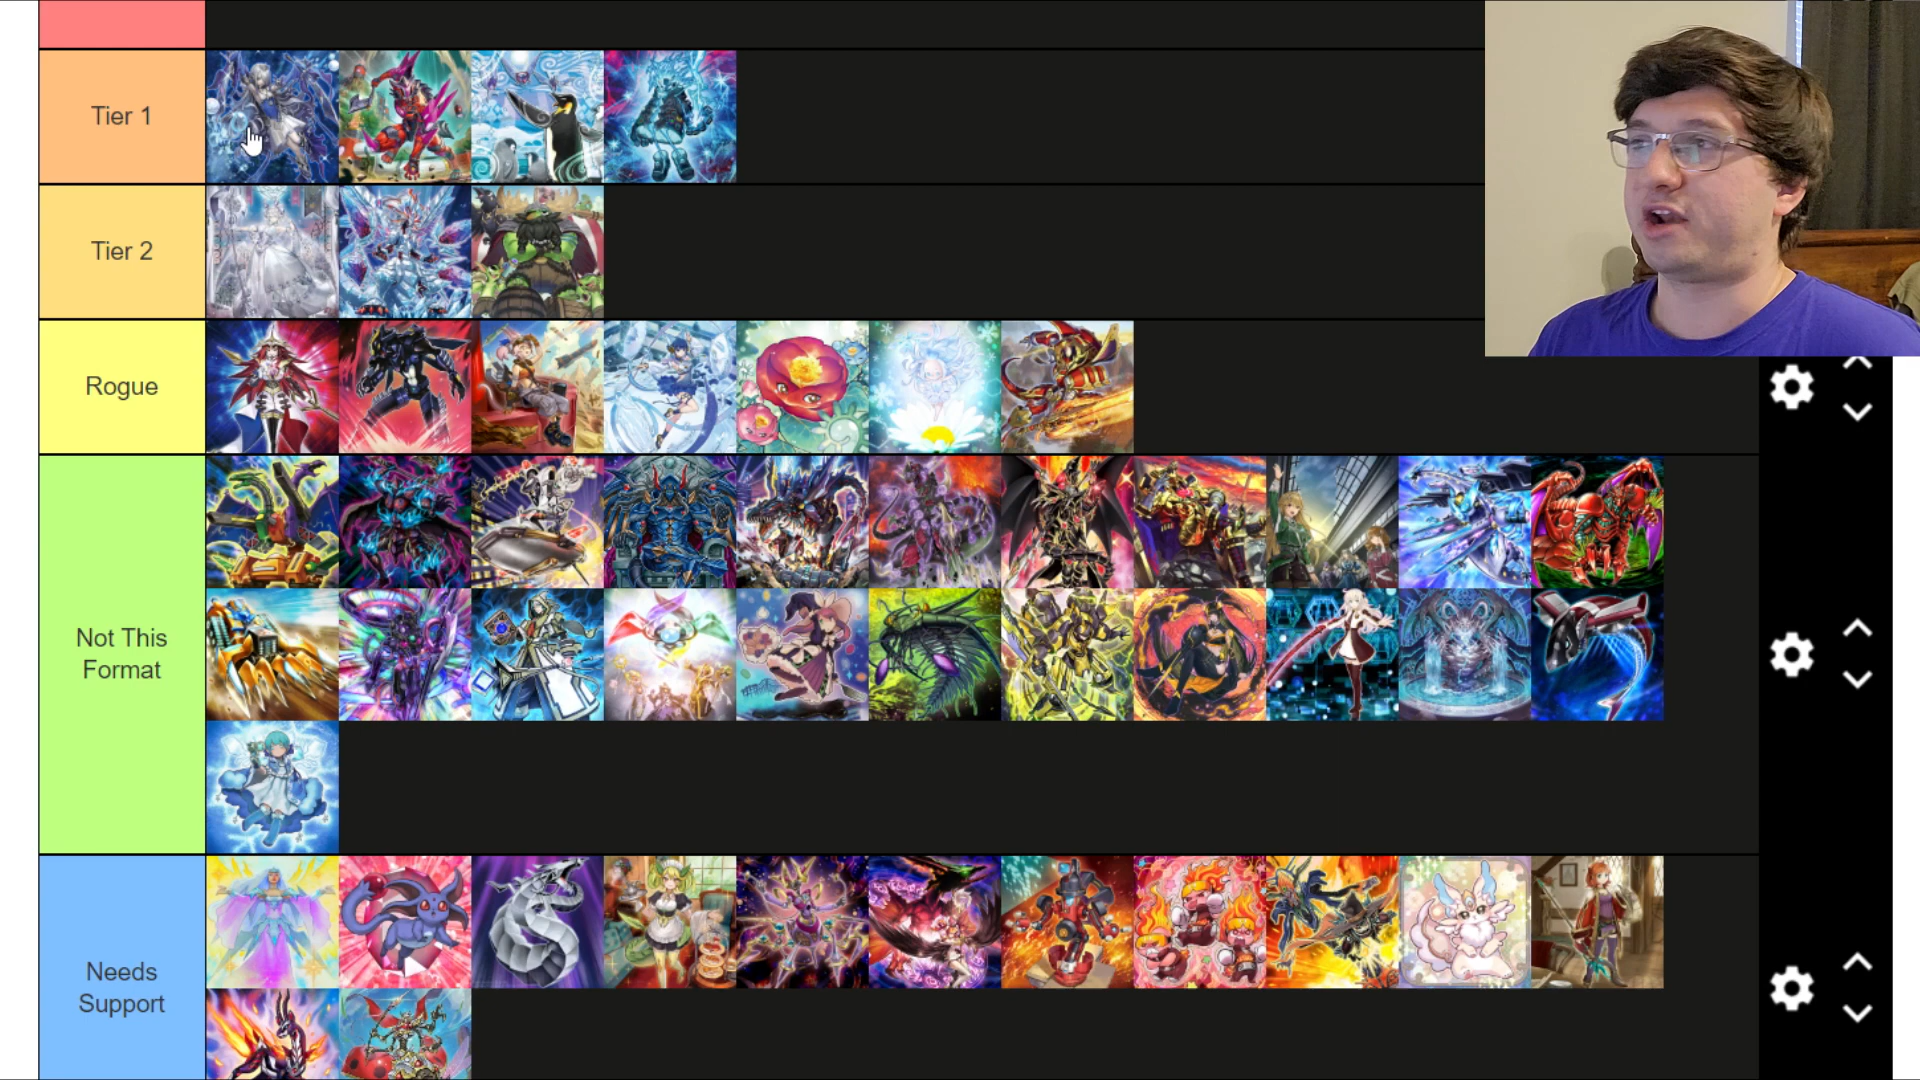 Tier 1
Tier 2
Rogue
Not This
Format
Needs
Support